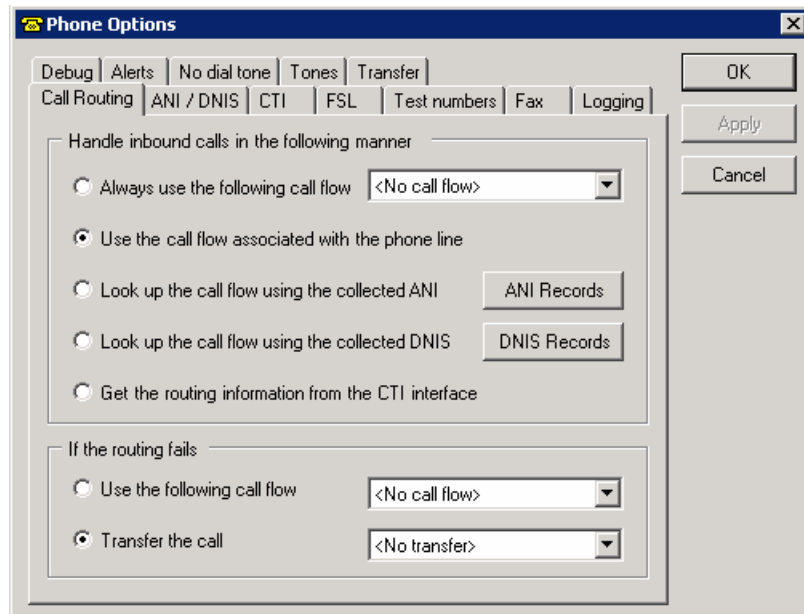 Phone Options
Debug Alerts No dial tone Tones Transfer
Call Routing ANI / DNIS CTI FSL Test numbers Fax Logging
OK
Apply
Cancel
Handle inbound calls in the following manner
Always use the following call flow <No call flow>
Use the call flow associated with the phone line
Look up the call flow using the collected ANI ANI Records
Look up the call flow using the collected DNIS DNIS Records
Get the routing information from the CTI interface
If the routing fails
Use the following call flow <No call flow>
Transfer the call <No transfer>